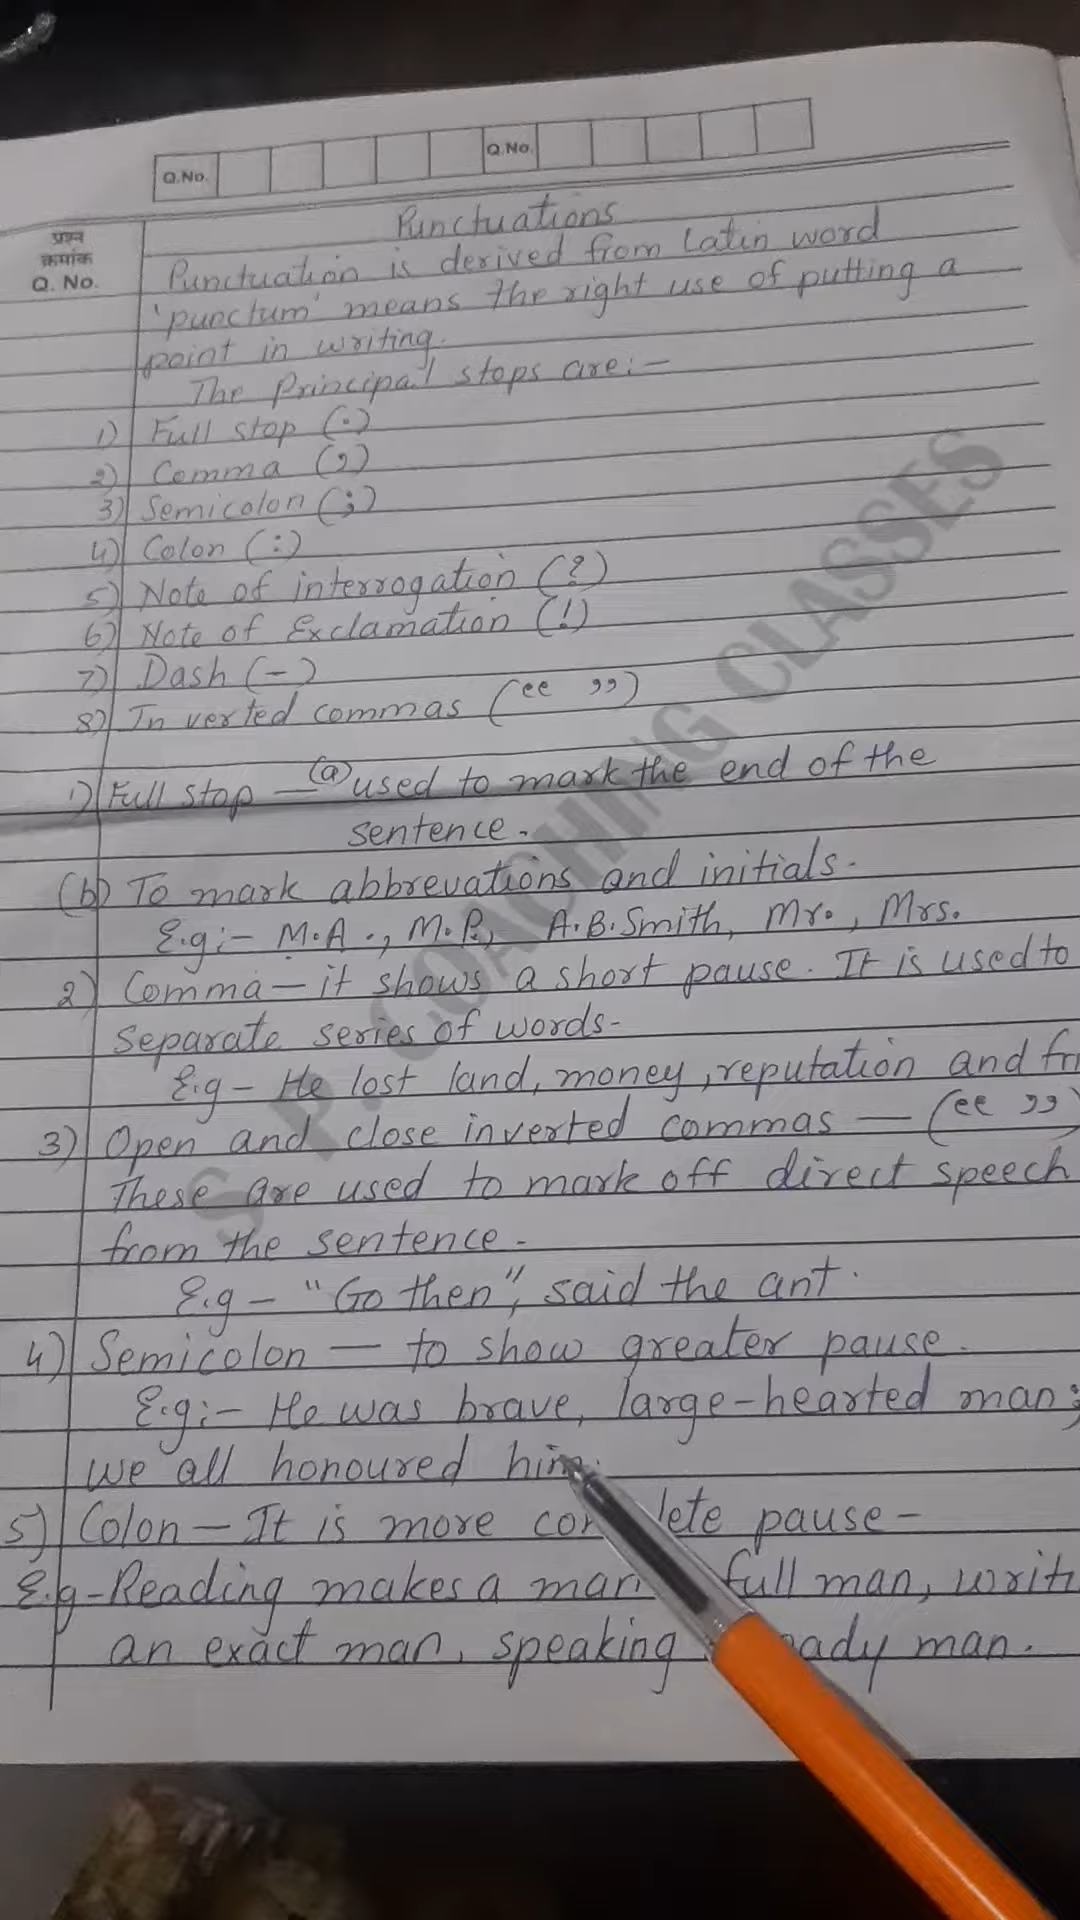 Q.No. Q.No.
प्रश्न
क्रमांक
Q. No.
Punctuations
Punctuation is derived from Latin word
'punctum' means the right use of putting a
point in writing.
The Principal stops are:-
1) Full stop (.)
2) Comma (,)
3) Semicolon (;)
4) Colon (:)
5) Note of interrogation (?)
6) Note of Exclamation (!)
7) Dash (-)
8) In verted commas (“ ”)
1) Full stop — (a) used to mark the end of the
sentence.
(b) To mark abbrevations and initials.
E.g:- M.A., M.P., A.B.Smith, Mr., Mrs.
2) Comma — it shows a short pause. It is used to
separate series of words-
E.g - He lost land, money, reputation and
3) Open and close inverted commas — (“ ”)
These are used to mark off direct speech
from the sentence.
E.g - "Go then", said the ant.
4) Semicolon — to show greater pause.
E.g:- He was brave, large-hearted man;
we all honoured him.
5) Colon — It is more pause-
E.g-Reading makes a man full man,
an exact man, speaking man.
S. P. COACHING CLASSES